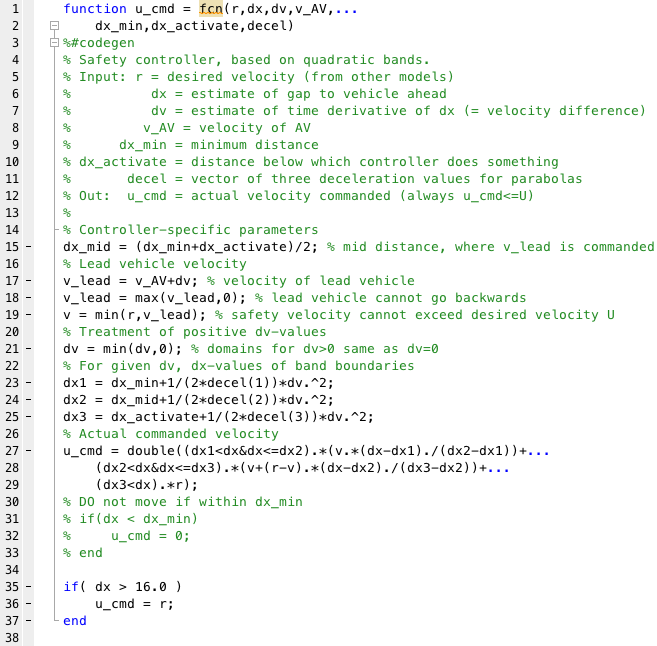 1 function u_cmd = fcn(r,dx,dv,v_AV,...
2 dx_min,dx_activate,decel)
3 %#codegen
4 % Safety controller, based on quadratic bands.
5 % Input: r = desired velocity (from other models)
6 % dx = estimate of gap to vehicle ahead
7 % dv = estimate of time derivative of dx (= velocity difference)
8 % v_AV = velocity of AV
9 % dx_min = minimum distance
10 % dx_activate = distance below which controller does something
11 % decel = vector of three deceleration values for parabolas
12 % Out: u_cmd = actual velocity commanded (always u_cmd<=U)
13 %
14 % Controller-specific parameters
15 - dx_mid = (dx_min+dx_activate)/2; % mid distance, where v_lead is commanded
16 % Lead vehicle velocity
17 - v_lead = v_AV+dv; % velocity of lead vehicle
18 - v_lead = max(v_lead,0); % lead vehicle cannot go backwards
19 - v = min(r,v_lead); % safety velocity cannot exceed desired velocity U
20 % Treatment of positive dv-values
21 - dv = min(dv,0); % domains for dv>0 same as dv=0
22 % For given dv, dx-values of band boundaries
23 - dx1 = dx_min+1/(2*decel(1))*dv.^2;
24 - dx2 = dx_mid+1/(2*decel(2))*dv.^2;
25 - dx3 = dx_activate+1/(2*decel(3))*dv.^2;
26 % Actual commanded velocity
27 - u_cmd = double((dx1<dx&dx<=dx2).*(v.*(dx-dx1)./(dx2-dx1))+...
28 (dx2<dx&dx<=dx3).*(v+(r-v).*(dx-dx2)./(dx3-dx2))+...
29 (dx3<dx).*r);
30 % DO not move if within dx_min
31 % if(dx < dx_min)
32 % u_cmd = 0;
33 % end
34
35 - if( dx > 16.0 )
36 - u_cmd = r;
37 - end
38